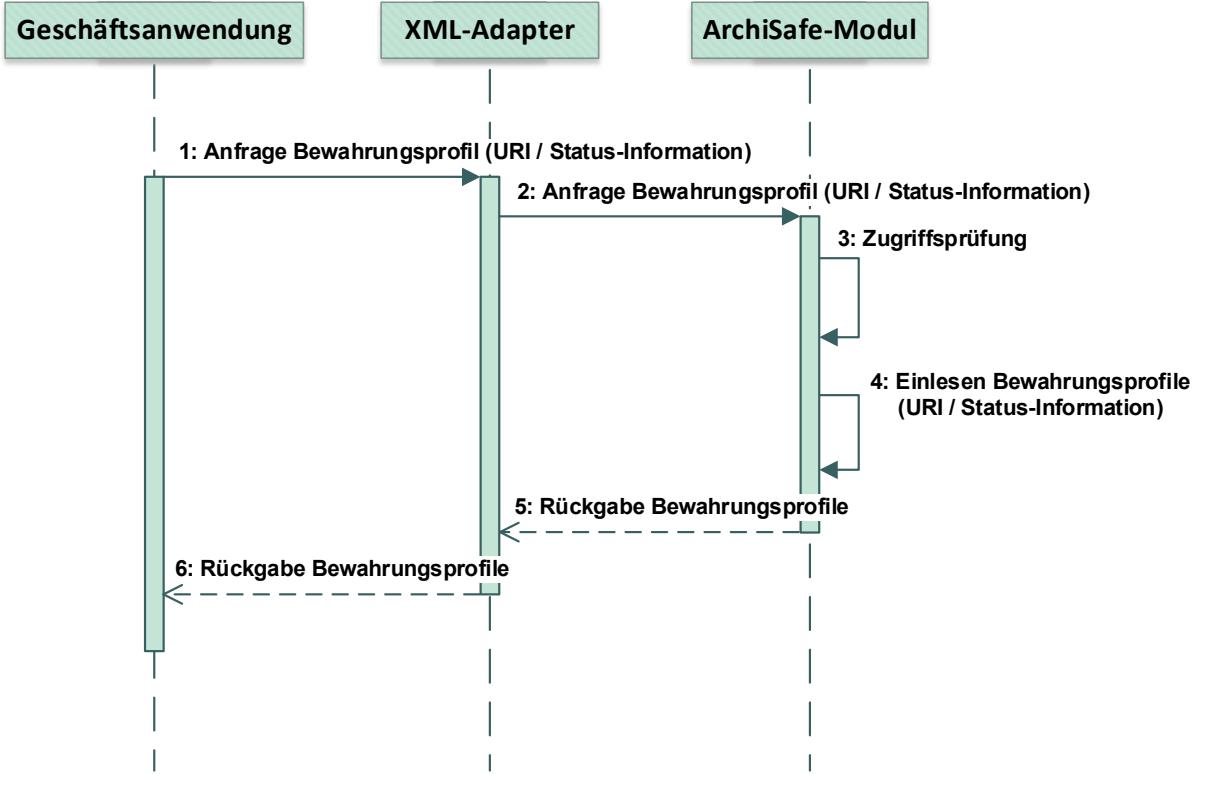 Geschäftsanwendung
XML-Adapter
ArchiSafe-Modul
1: Anfrage Bewahrungsprofil (URI / Status-Information)
2: Anfrage Bewahrungsprofil (URI / Status-Information)
3: Zugriffsprüfung
4: Einlesen Bewahrungsprofile
(URI / Status-Information)
5: Rückgabe Bewahrungsprofile
6: Rückgabe Bewahrungsprofile